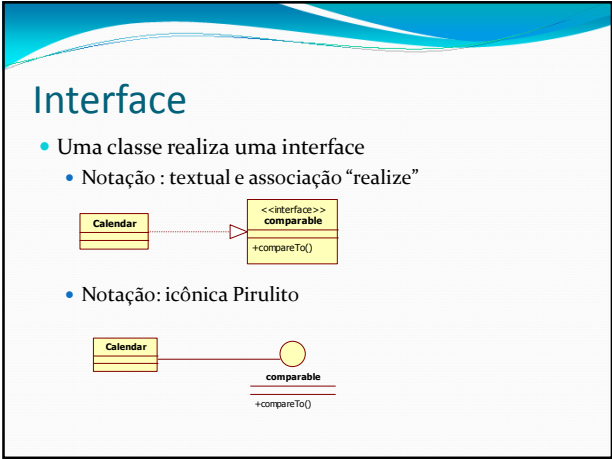 Interface
Uma classe realiza uma interface
Notação : textual e associação “realize”
Calendar
<<interface>>
comparable
+compareTo()
Notação: icônica Pirulito
Calendar
comparable
+compareTo()